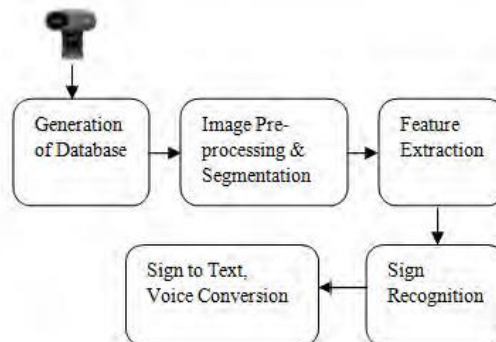 Generation
of Database
Image Pre-
processing &
Segmentation
Feature
Extraction
Sign
Recognition
Sign to Text,
Voice Conversion